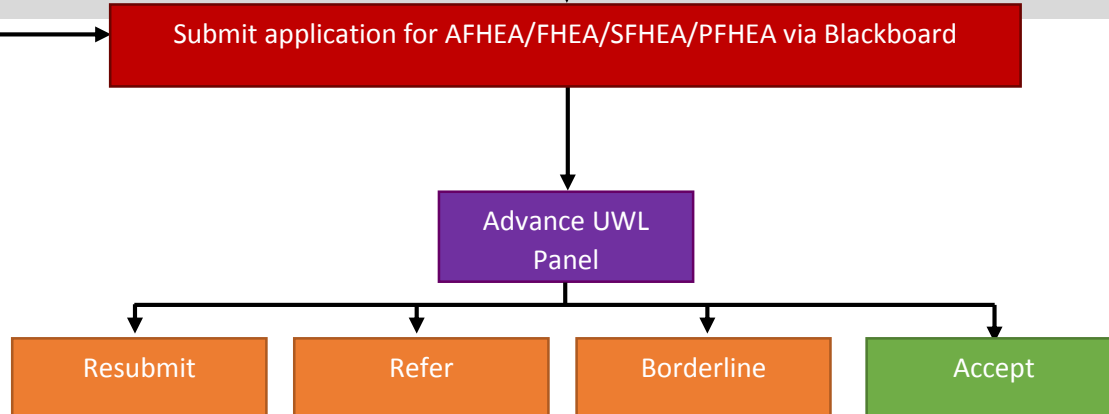 Submit application for AFHEA/FHEA/SFHEA/PFHEA via Blackboard
Advance UWL
Panel
Resubmit
Refer
Borderline
Accept